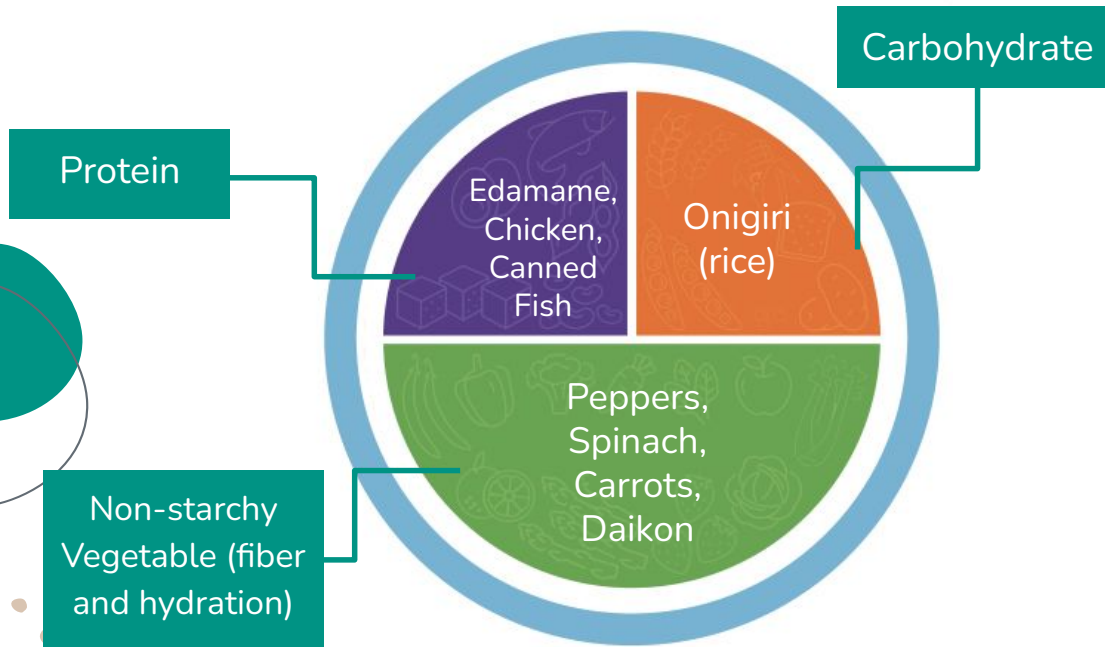 Carbohydrate
Protein
Edamame,
Chicken,
Canned
Fish
Onigiri
(rice)
Peppers,
Spinach,
Carrots,
Daikon
Non-starchy
Vegetable (fiber
and hydration)